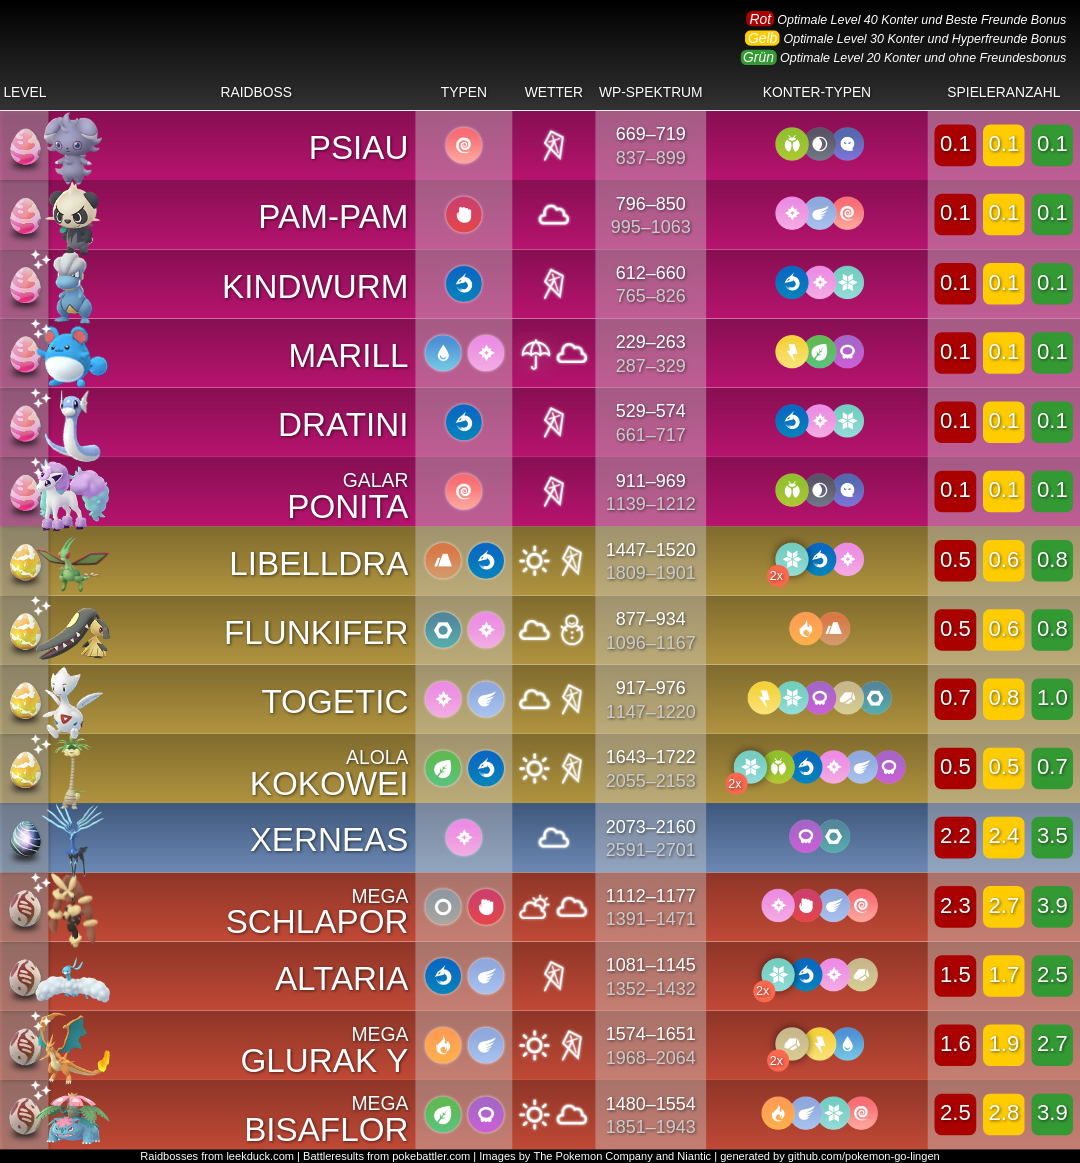 Rot Optimale Level 40 Konter und Beste Freunde Bonus
Gelb Optimale Level 30 Konter und Hyperfreunde Bonus
Grün Optimale Level 20 Konter und ohne Freundesbonus
LEVEL RAIDBOSS TYPEN WETTER WP-SPEKTRUM KONTER-TYPEN SPIELERANZAHL
PSIAU 669–719 0.1 0.1 0.1
837–899
PAM-PAM 796–850 0.1 0.1 0.1
995–1063
KINDWURM 612–660 0.1 0.1 0.1
765–826
MARILL 229–263 0.1 0.1 0.1
287–329
DRATINI 529–574 0.1 0.1 0.1
661–717
GALAR
PONITA 911–969 0.1 0.1 0.1
1139–1212
LIBELLDRA 1447–1520 0.5 0.6 0.8
1809–1901 2x
FLUNKIFER 877–934 0.5 0.6 0.8
1096–1167
TOGETIC 917–976 0.7 0.8 1.0
1147–1220
ALOLA
KOKOWEI 1643–1722 0.5 0.5 0.7
2055–2153 2x
XERNEAS 2073–2160 2.2 2.4 3.5
2591–2701
MEGA
SCHLAPOR 1112–1177 2.3 2.7 3.9
1391–1471
ALTARIA 1081–1145 1.5 1.7 2.5
1352–1432 2x
MEGA
GLURAK Y 1574–1651 1.6 1.9 2.7
1968–2064 2x
MEGA
BISAFLOR 1480–1554 2.5 2.8 3.9
1851–1943
Raidbosses from leekduck.com | Battleresults from pokebattler.com | Images by The Pokemon Company and Niantic | generated by github.com/pokemon-go-lingen